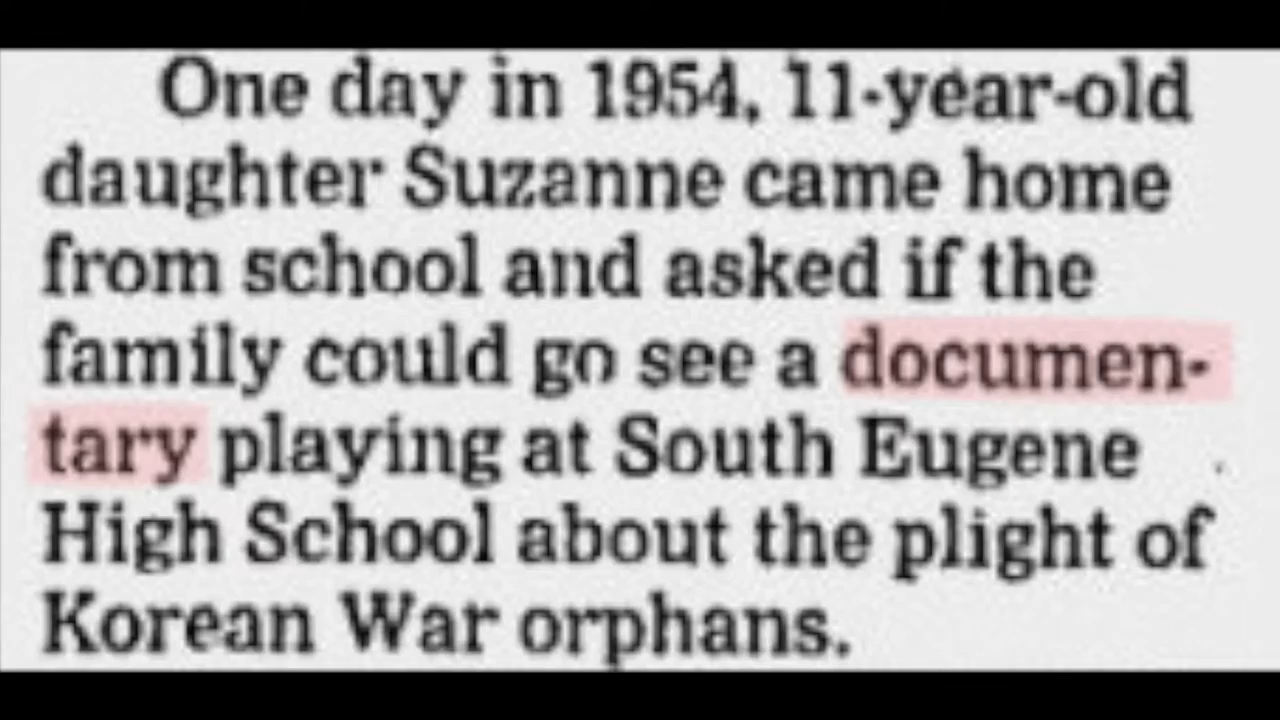 One day in 1954, 11-year-old
daughter Suzanne came home
from school and asked if the
family could go see a documen-
tary playing at South Eugene
High School about the plight of
Korean War orphans.